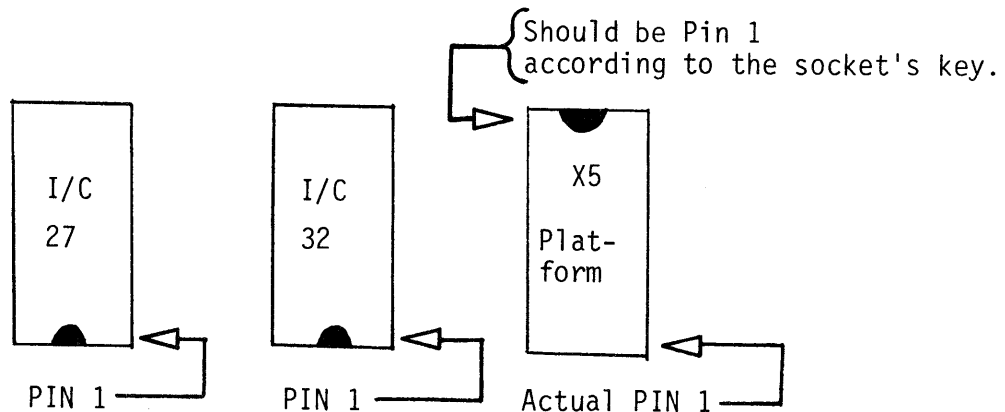 Should be Pin 1
according to the socket's key.
I/C
27
PIN 1
I/C
32
PIN 1
X5
Plat-
form
Actual PIN 1